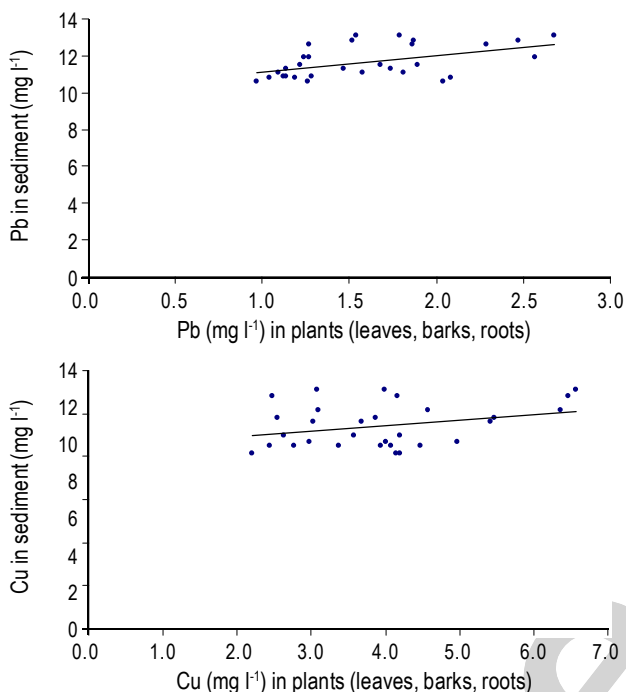 14
12
10
8
6
4
2
0
Pb in sediment (mg l-1)
0.0 0.5 1.0 1.5 2.0 2.5 3.0
Pb (mg l-1) in plants (leaves, barks, roots)
14
12
10
8
6
4
2
0
Cu in sediment (mg l-1)
0.0 0.0 2.0 3.0 4.0 5.0 6.0 7.0
Cu (mg l-1) in plants (leaves, barks, roots)